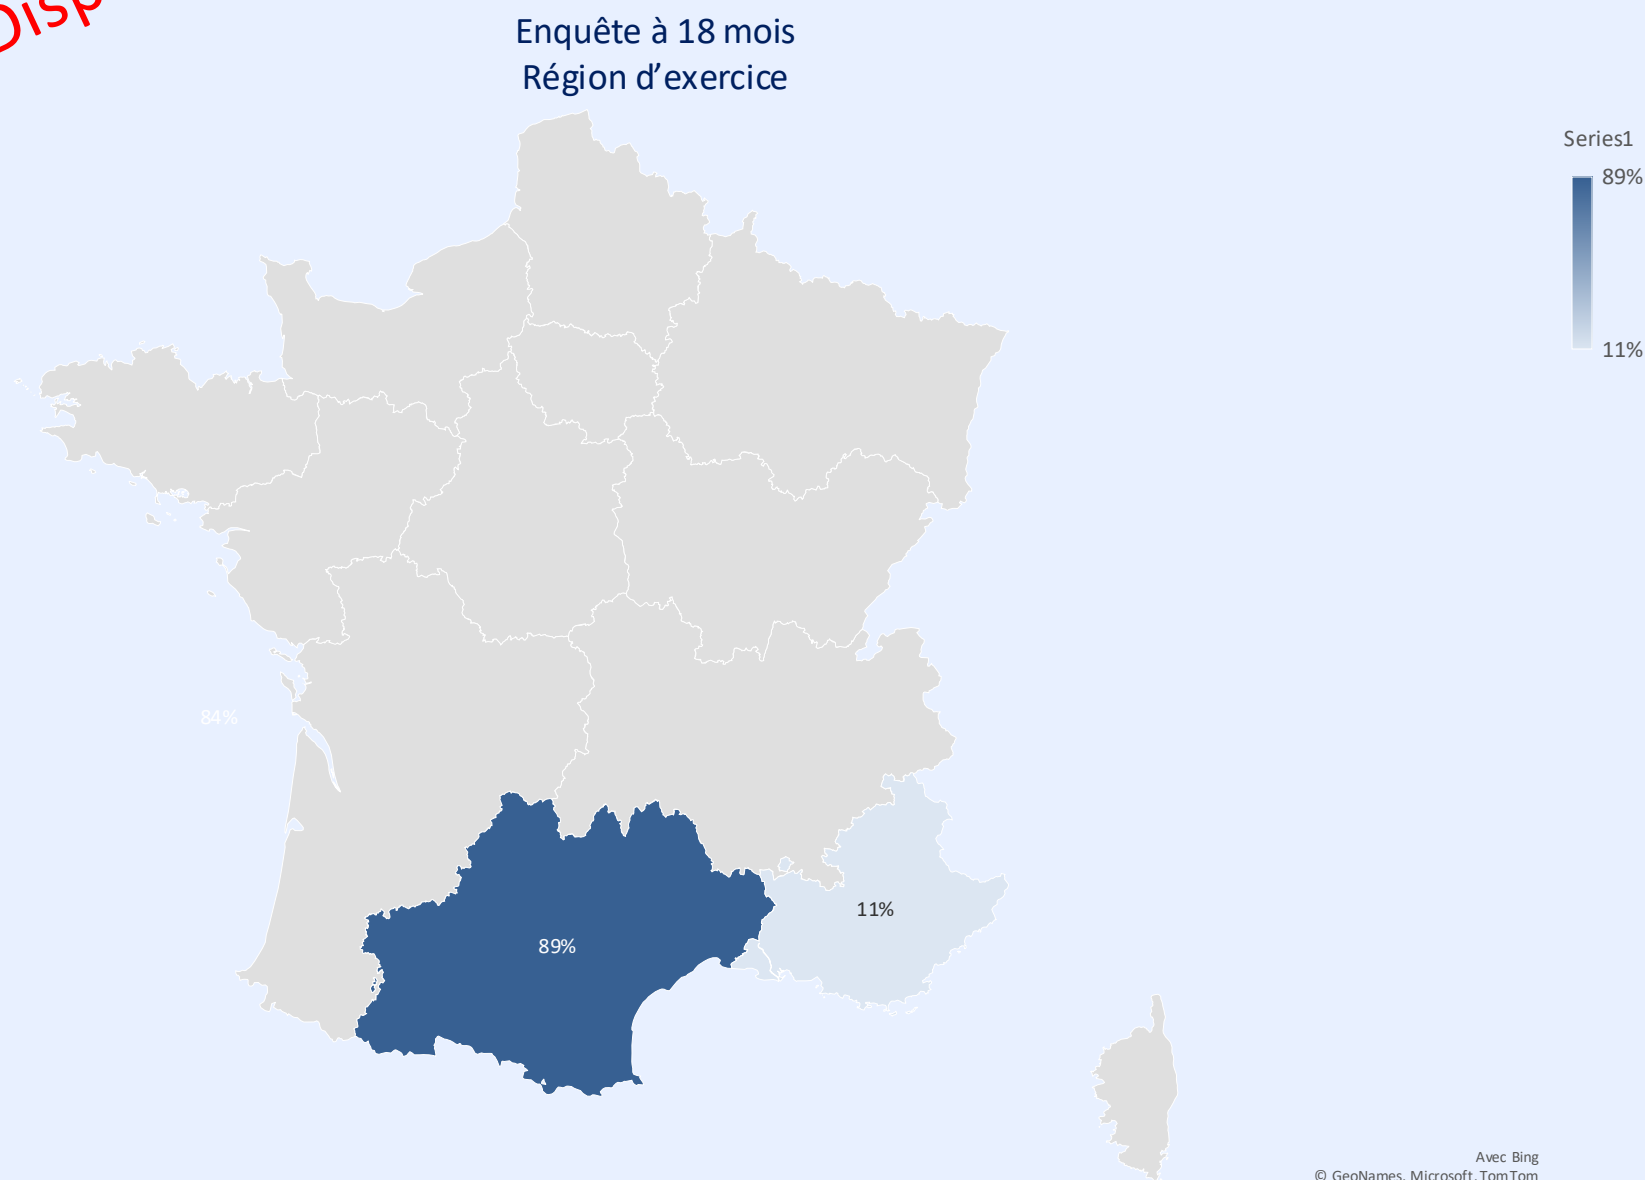 Enquête à 18 mois
Région d’exercice
Series1
89%
11%
84%
11%
89%
Avec Bing
© GeoNames, Microsoft, TomTom